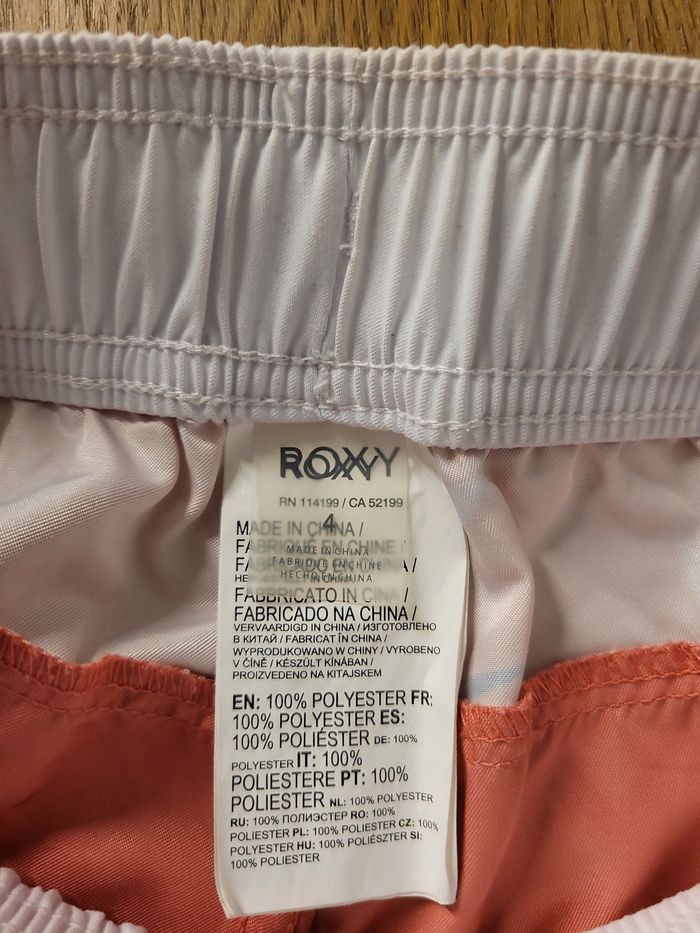 ROXY
RN 114199 / CA 52199
4
MADE IN CHINA /
FABRIQUÉ EN CHINE /
MADE IN CHINA
FABRIQUE EN CHINE
HECHO EN CHINA
FABBRICATO IN CINA /
FABRICADO NA CHINA /
VERVAARDIGD IN CHINA / ИЗГОТОВЛЕНО
В КИТАЙ / FABRICAT ÎN CHINA /
WYPRODUKOWANO W CHINY / VYROBENO
V ČÍNĚ / KÉSZÜLT KÍNÁBAN /
PROIZVEDENO NA KITAJSKEM
EN: 100% POLYESTER FR:
100% POLYESTER ES:
100% POLIÉSTER DE: 100%
POLYESTER IT: 100%
POLIESTERE PT: 100%
POLIESTER NL: 100% POLYESTER
RU: 100% ПОЛИЭСТЕР RO: 100%
POLIESTER PL: 100% POLIESTER CZ: 100%
POLYESTER HU: 100% POLIÉSZTER SI:
100% POLIESTER